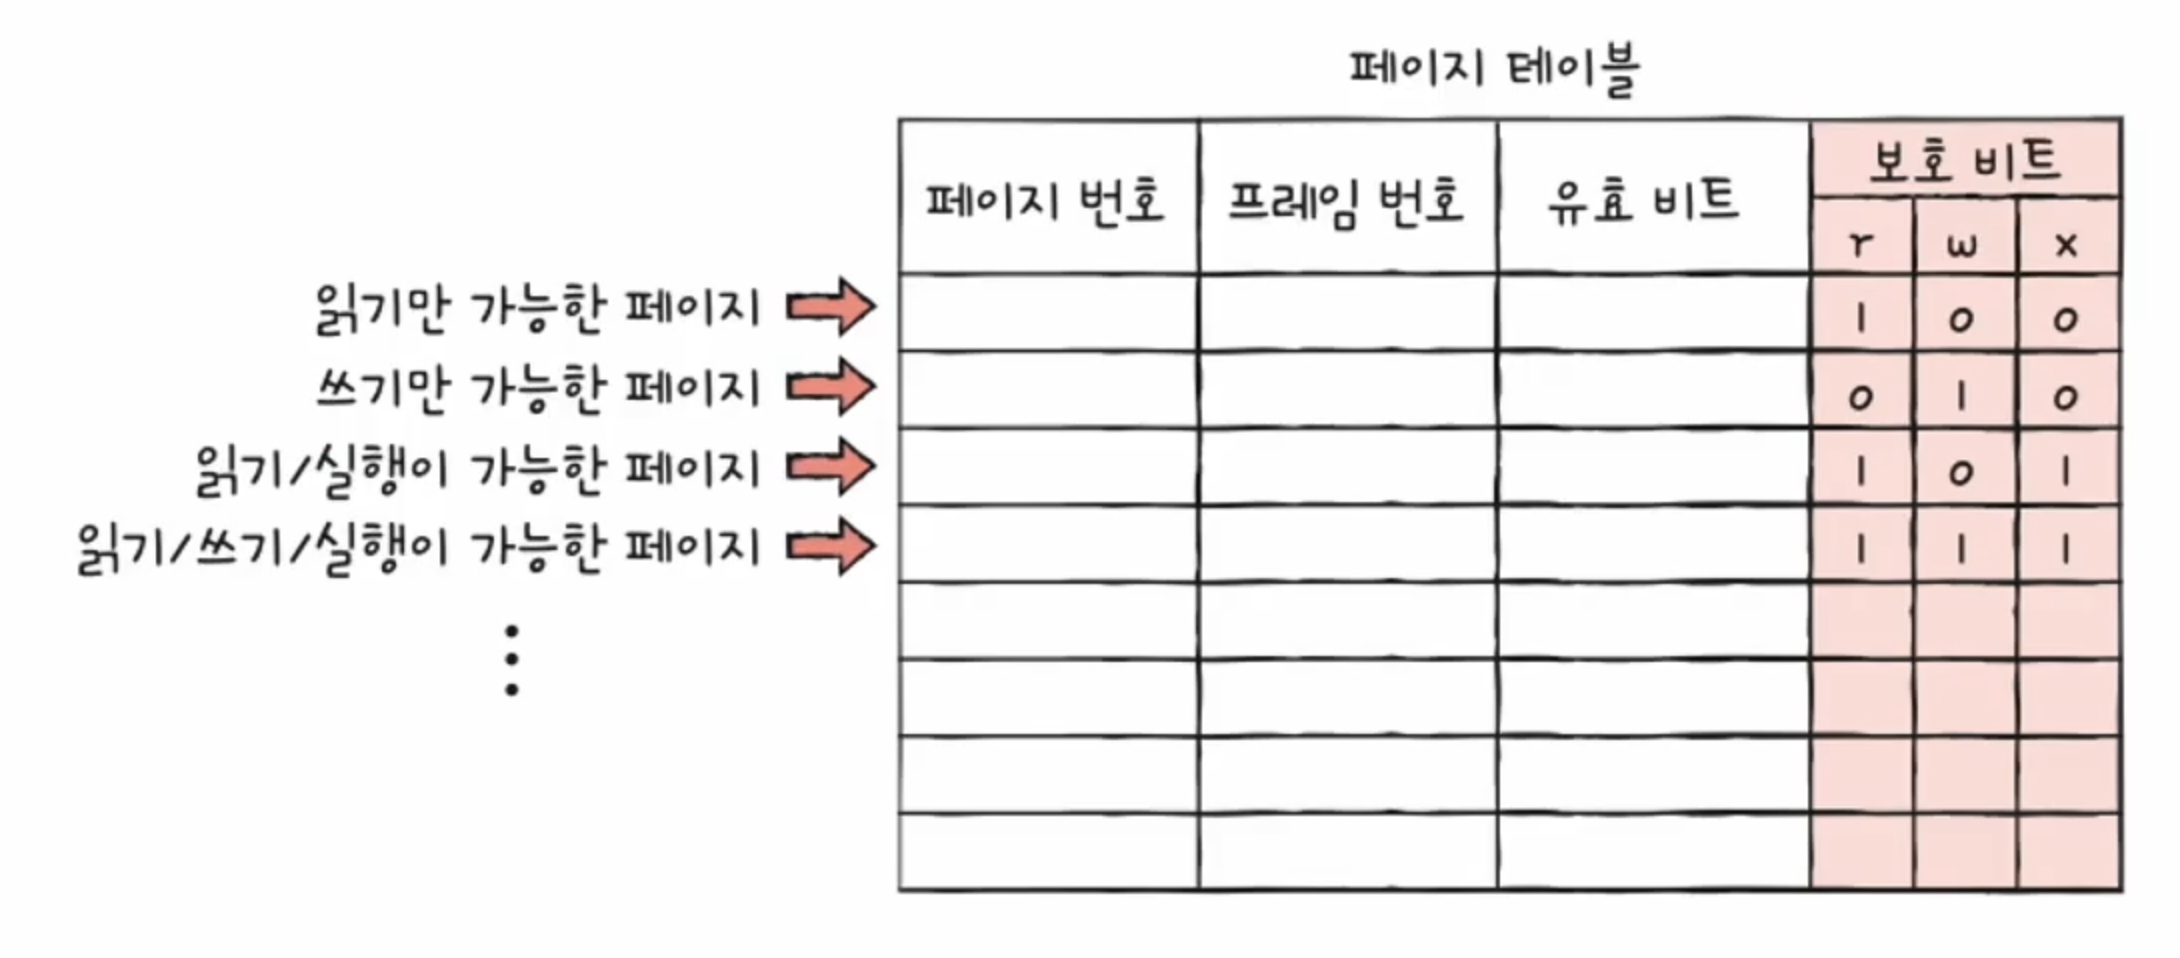 페이지 테이블
페이지 번호 프레임 번호 유효 비트 보호 비트
r w x
읽기만 가능한 페이지 1 0 0
쓰기만 가능한 페이지 0 1 0
읽기/실행이 가능한 페이지 1 0 1
읽기/쓰기/실행이 가능한 페이지 1 1 1